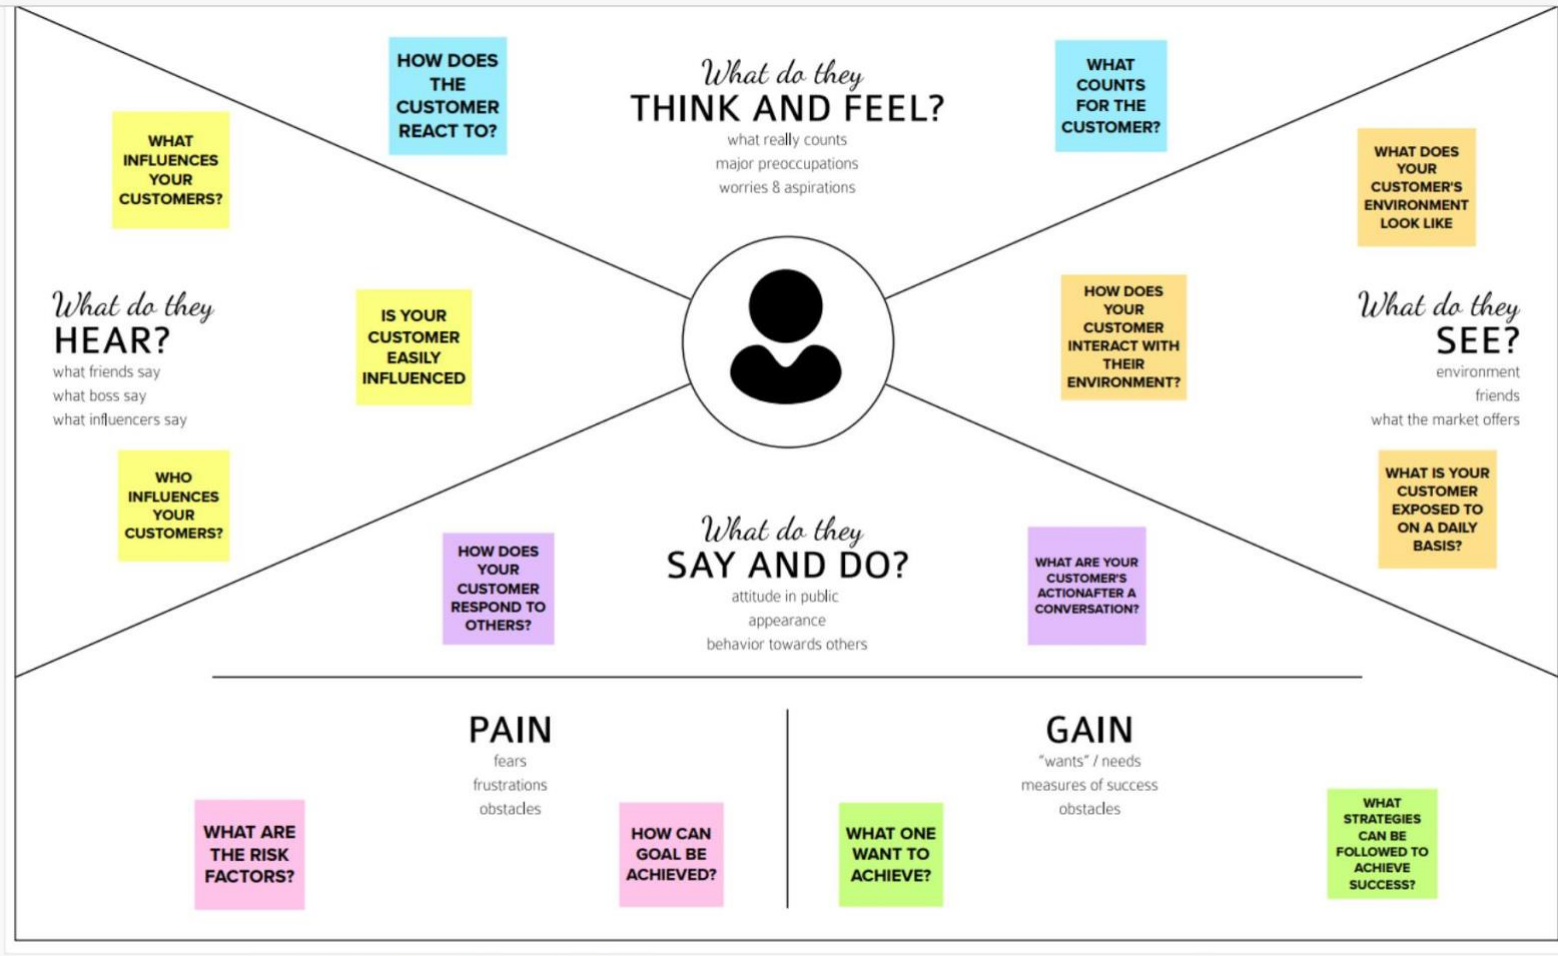 What do they
THINK AND FEEL?
what really counts
major preoccupations
worries & aspirations
HOW DOES
THE
CUSTOMER
REACT TO?
WHAT
COUNTS
FOR THE
CUSTOMER?
WHAT
INFLUENCES
YOUR
CUSTOMERS?
What do they
HEAR?
what friends say
what boss say
what influencers say
IS YOUR
CUSTOMER
EASILY
INFLUENCED
WHO
INFLUENCES
YOUR
CUSTOMERS?
WHAT DOES
YOUR
CUSTOMER'S
ENVIRONMENT
LOOK LIKE
HOW DOES
YOUR
CUSTOMER
INTERACT WITH
THEIR
ENVIRONMENT?
What do they
SEE?
environment
friends
what the market offers
WHAT IS YOUR
CUSTOMER
EXPOSED TO
ON A DAILY
BASIS?
What do they
SAY AND DO?
attitude in public
appearance
behavior towards others
HOW DOES
YOUR
CUSTOMER
RESPOND TO
OTHERS?
WHAT ARE YOUR
CUSTOMER'S
ACTIONAFTER A
CONVERSATION?
PAIN
fears
frustrations
obstacles
WHAT ARE
THE RISK
FACTORS?
HOW CAN
GOAL BE
ACHIEVED?
GAIN
"wants" / needs
measures of success
obstacles
WHAT ONE
WANT TO
ACHIEVE?
WHAT
STRATEGIES
CAN BE
FOLLOWED TO
ACHIEVE
SUCCESS?